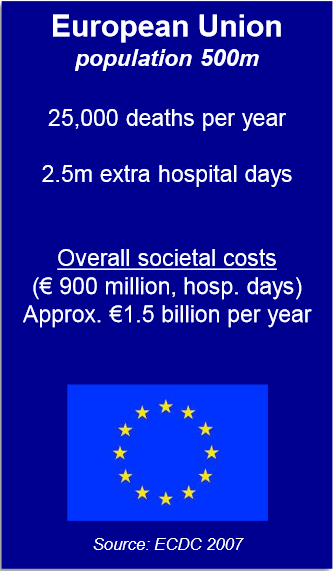 European Union
population 500m
25,000 deaths per year
2.5m extra hospital days
Overall societal costs
(€ 900 million, hosp. days)
Approx. €1.5 billion per year
Source: ECDC 2007